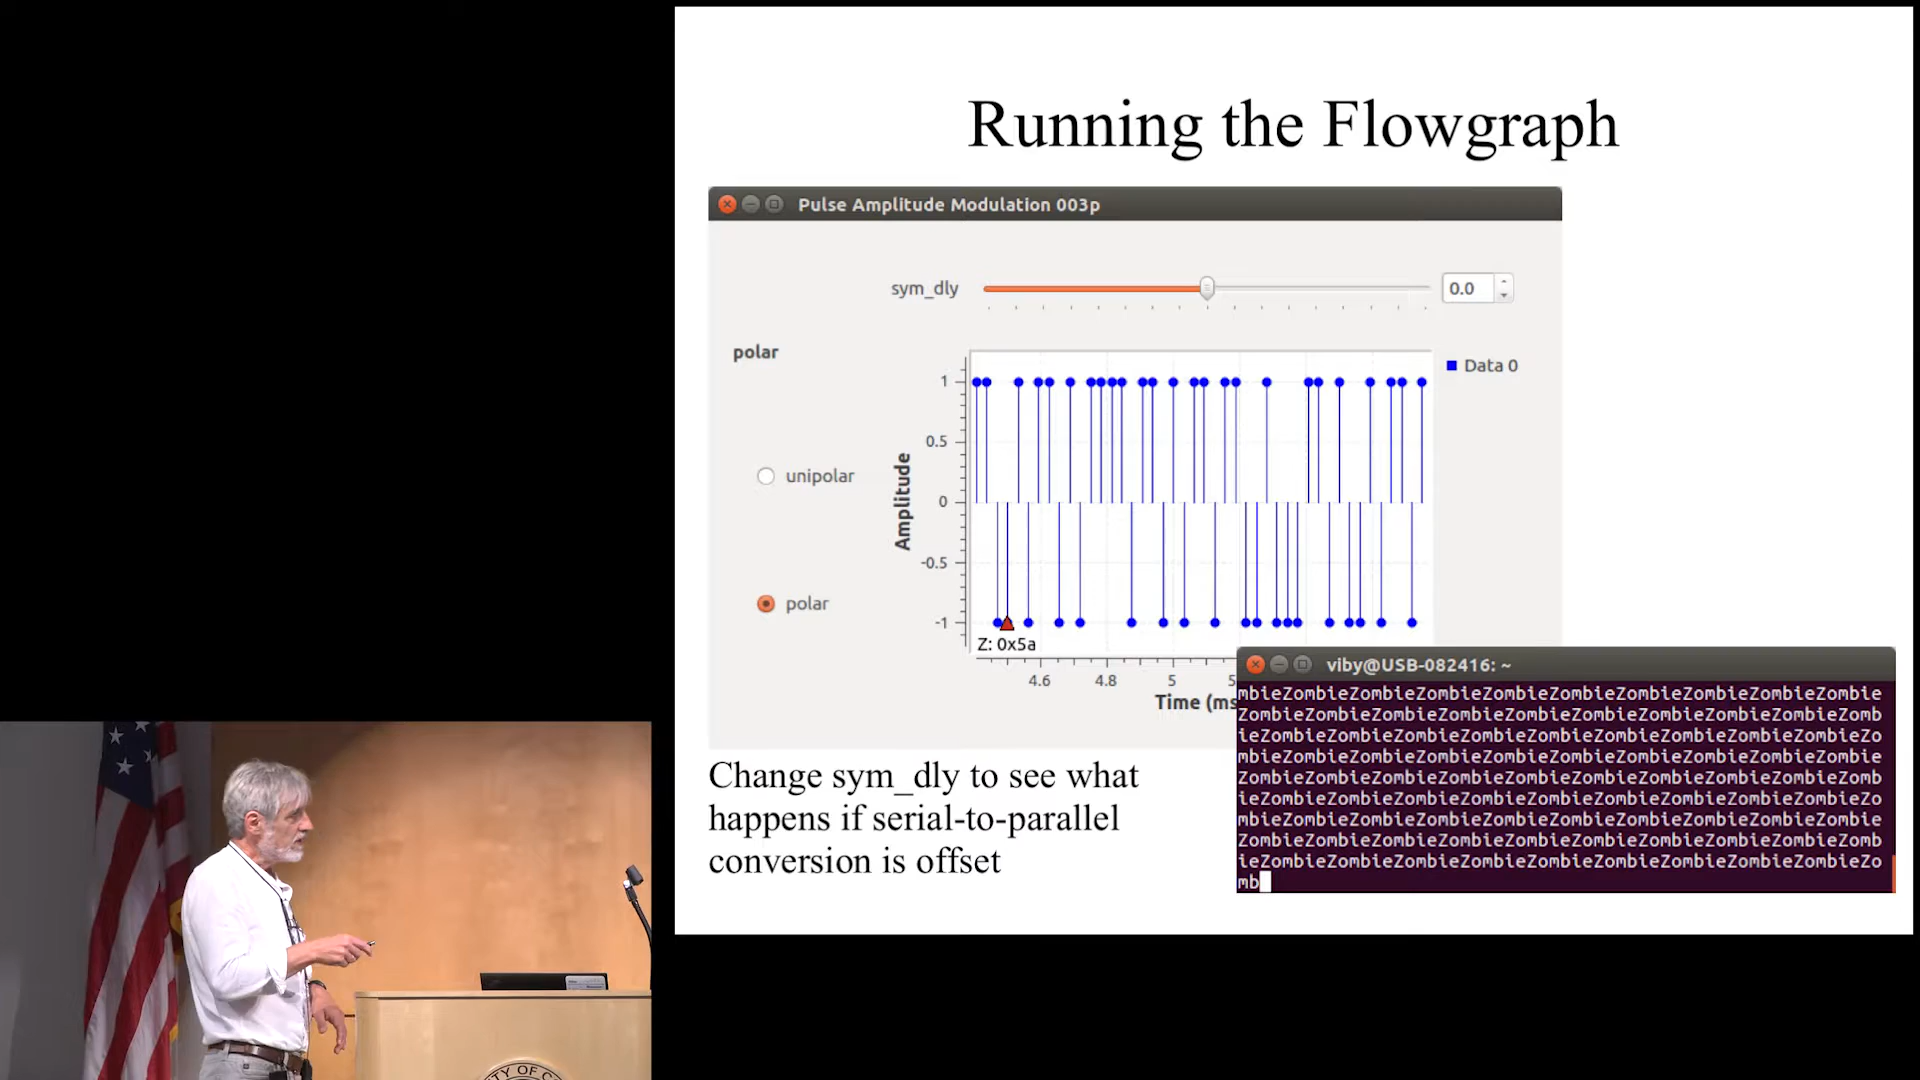 Running the Flowgraph
Pulse Amplitude Modulation 003p
sym_dly
0.0
polar
unipolar
polar
Amplitude
1
0.5
0
-0.5
-1
Data 0
Z: 0x5a
4.6
4.8
5
5
Time (ms
viby@USB-082416: ~
mbieZombieZombieZombieZombieZombieZombieZombieZombieZombie
ZombieZombieZombieZombieZombieZombieZombieZombieZombieZomb
ieZombieZombieZombieZombieZombieZombieZombieZombieZombieZo
mbieZombieZombieZombieZombieZombieZombieZombieZombieZombie
ZombieZombieZombieZombieZombieZombieZombieZombieZombieZomb
ieZombieZombieZombieZombieZombieZombieZombieZombieZombieZo
mbieZombieZombieZombieZombieZombieZombieZombieZombieZombie
ZombieZombieZombieZombieZombieZombieZombieZombieZombieZomb
ieZombieZombieZombieZombieZombieZombieZombieZombieZombieZo
mb
Change sym_dly to see what
happens if serial-to-parallel
conversion is offset
TY OF C